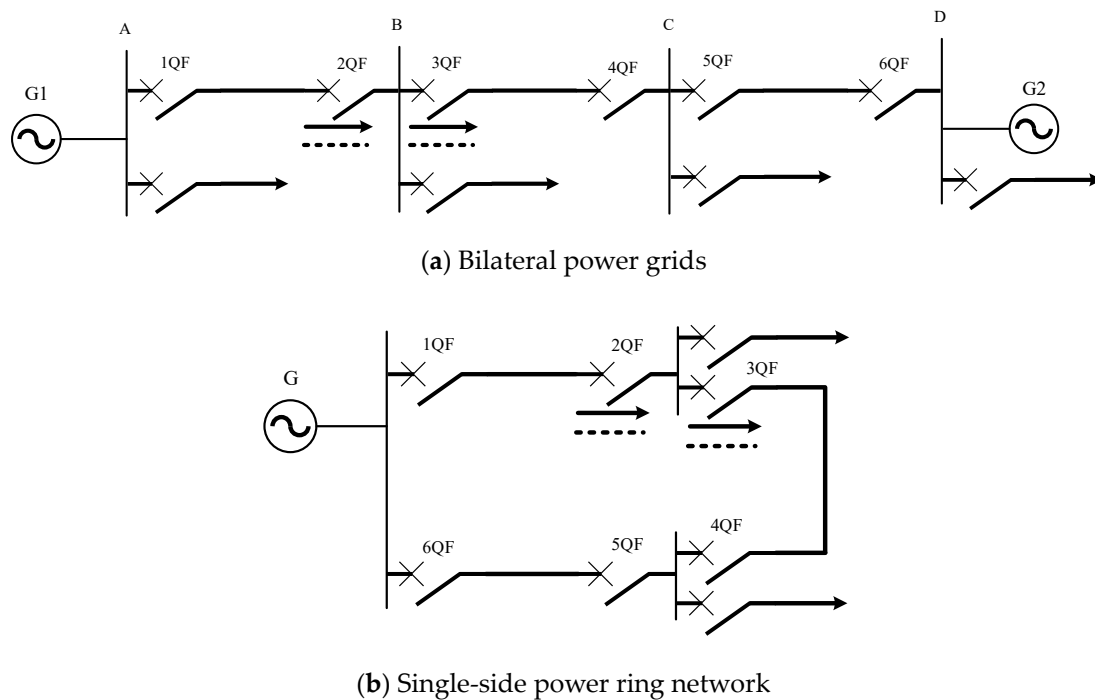 A
B
C
D
1QF
2QF
3QF
4QF
5QF
6QF
G1
G2
(a) Bilateral power grids
1QF
2QF
3QF
G
4QF
6QF
5QF
(b) Single-side power ring network